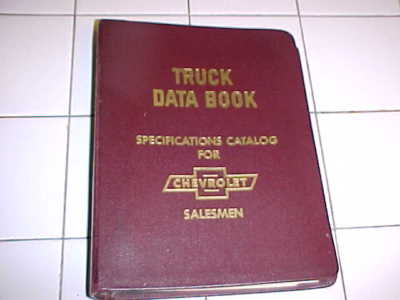 TRUCK
DATA BOOK
SPECIFICATIONS CATALOG
FOR
CHEVROLET
SALESMEN